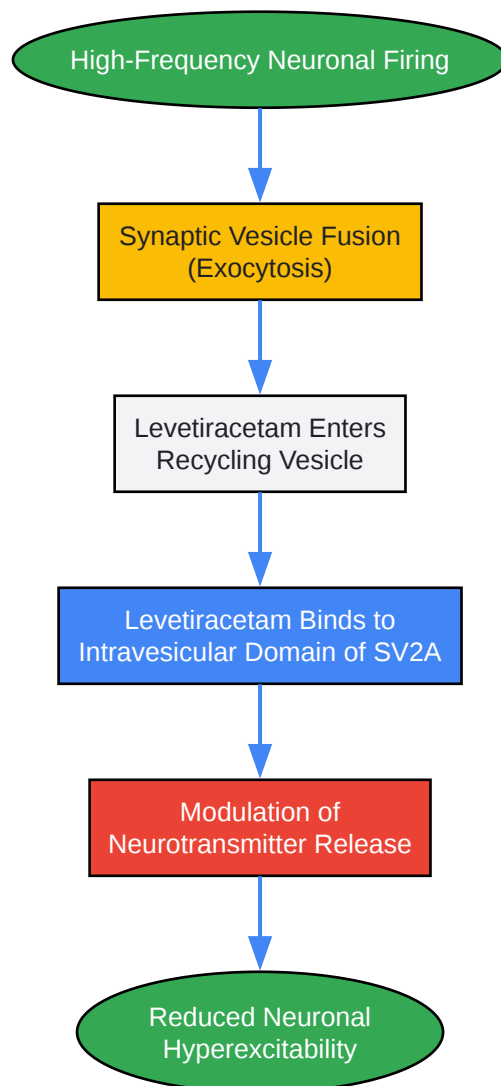 High-Frequency Neuronal Firing
Synaptic Vesicle Fusion
(Exocytosis)
Levetiracetam Enters
Recycling Vesicle
Levetiracetam Binds to
Intravesicular Domain of SV2A
Modulation of
Neurotransmitter Release
Reduced Neuronal
Hyperexcitability